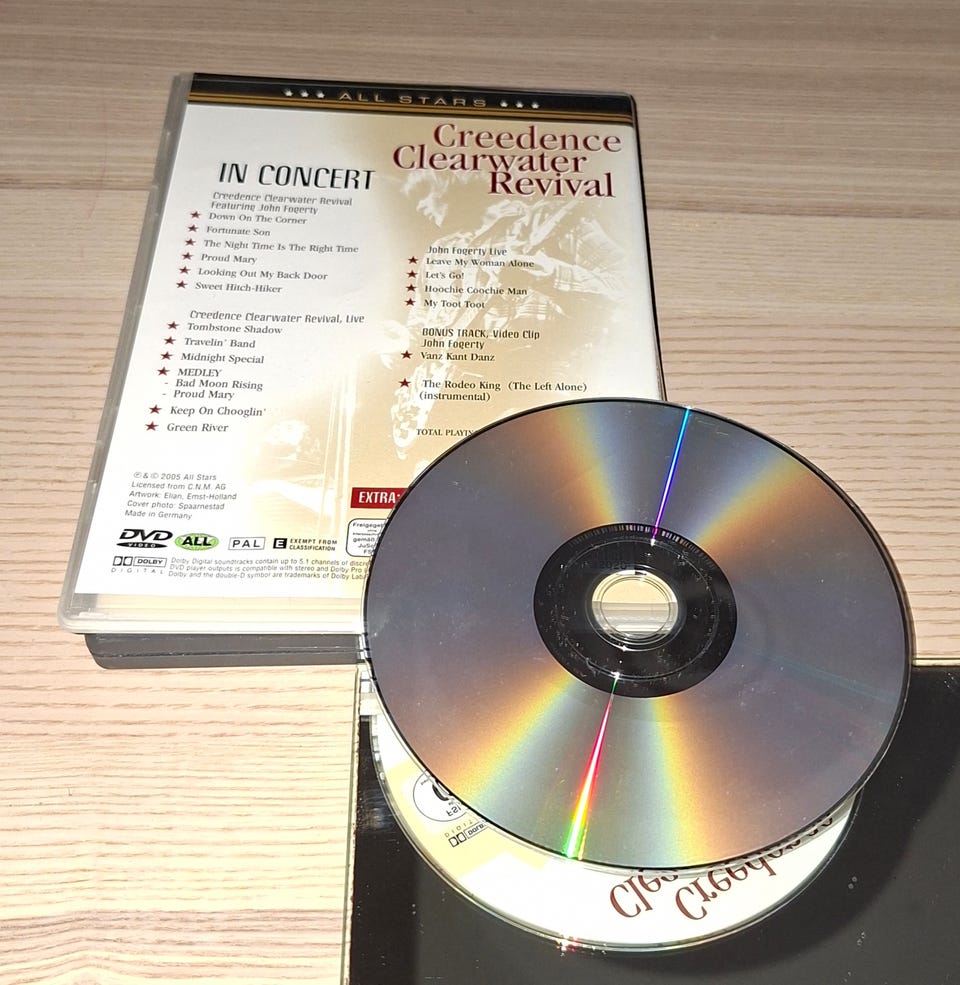 ALL STARS
Creedence
Clearwater
Revival
IN CONCERT
Creedence Clearwater Revival
Featuring John Fogerty
Down On The Corner
Fortunate Son
The Night Time Is The Right Time
Proud Mary
Looking Out My Back Door
Sweet Hitch-Hiker
Creedence Clearwater Revival, Live
Tombstone Shadow
Travelin' Band
Midnight Special
MEDLEY
- Bad Moon Rising
- Proud Mary
Keep On Chooglin'
Green River
John Fogerty Live
Leave My Woman Alone
Let's Go!
Hoochie Coochie Man
My Toot Toot
BONUS TRACK, Video Clip
John Fogerty
Vanz Kant Danz
The Rodeo King (The Left Alone)
(instrumental)
TOTAL
EXTRA:
℗ & © 2005 All Stars
Licensed from C.N.M. AG
Artwork: Elian, Emst-Holland
Cover photo: Spaarnestad
Made in Germany
DVD
VIDEO
ALL
PAL
E EXEMPT FROM
CLASSIFICATION
DOLBY
DIGITAL
Dolby Digital soundtracks contain up to 5.1 channels of
DVD player outputs is compatible with stereo and Dolby
Dolby and the double-D symbol are trademarks of Dolby
Creedence